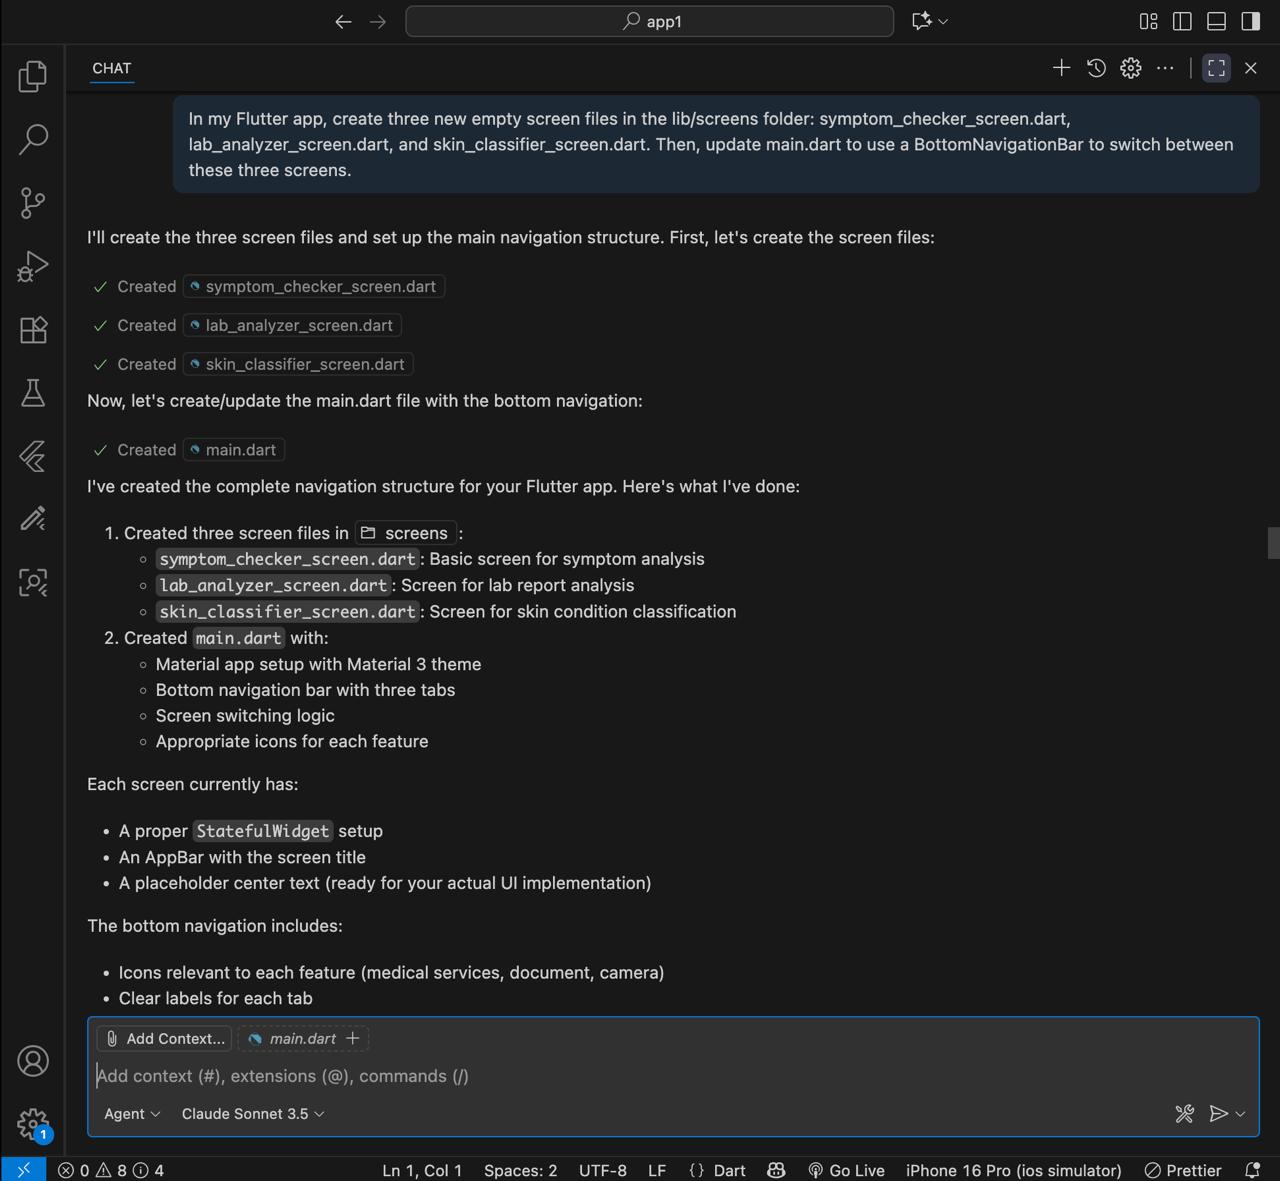 app1
CHAT
In my Flutter app, create three new empty screen files in the lib/screens folder: symptom_checker_screen.dart,
lab_analyzer_screen.dart, and skin_classifier_screen.dart. Then, update main.dart to use a BottomNavigationBar to switch between
these three screens.
I'll create the three screen files and set up the main navigation structure. First, let's create the screen files:
Created symptom_checker_screen.dart
Created lab_analyzer_screen.dart
Created skin_classifier_screen.dart
Now, let's create/update the main.dart file with the bottom navigation:
Created main.dart
I've created the complete navigation structure for your Flutter app. Here's what I've done:
1. Created three screen files in screens :
◦ symptom_checker_screen.dart: Basic screen for symptom analysis
◦ lab_analyzer_screen.dart: Screen for lab report analysis
◦ skin_classifier_screen.dart: Screen for skin condition classification
2. Created main.dart with:
◦ Material app setup with Material 3 theme
◦ Bottom navigation bar with three tabs
◦ Screen switching logic
◦ Appropriate icons for each feature
Each screen currently has:
• A proper StatefulWidget setup
• An AppBar with the screen title
• A placeholder center text (ready for your actual UI implementation)
The bottom navigation includes:
• Icons relevant to each feature (medical services, document, camera)
• Clear labels for each tab
Add Context... main.dart
Add context (#), extensions (@), commands (/)
Agent Claude Sonnet 3.5
1
0 8 4 Ln 1, Col 1 Spaces: 2 UTF-8 LF {} Dart Go Live iPhone 16 Pro (ios simulator) Prettier